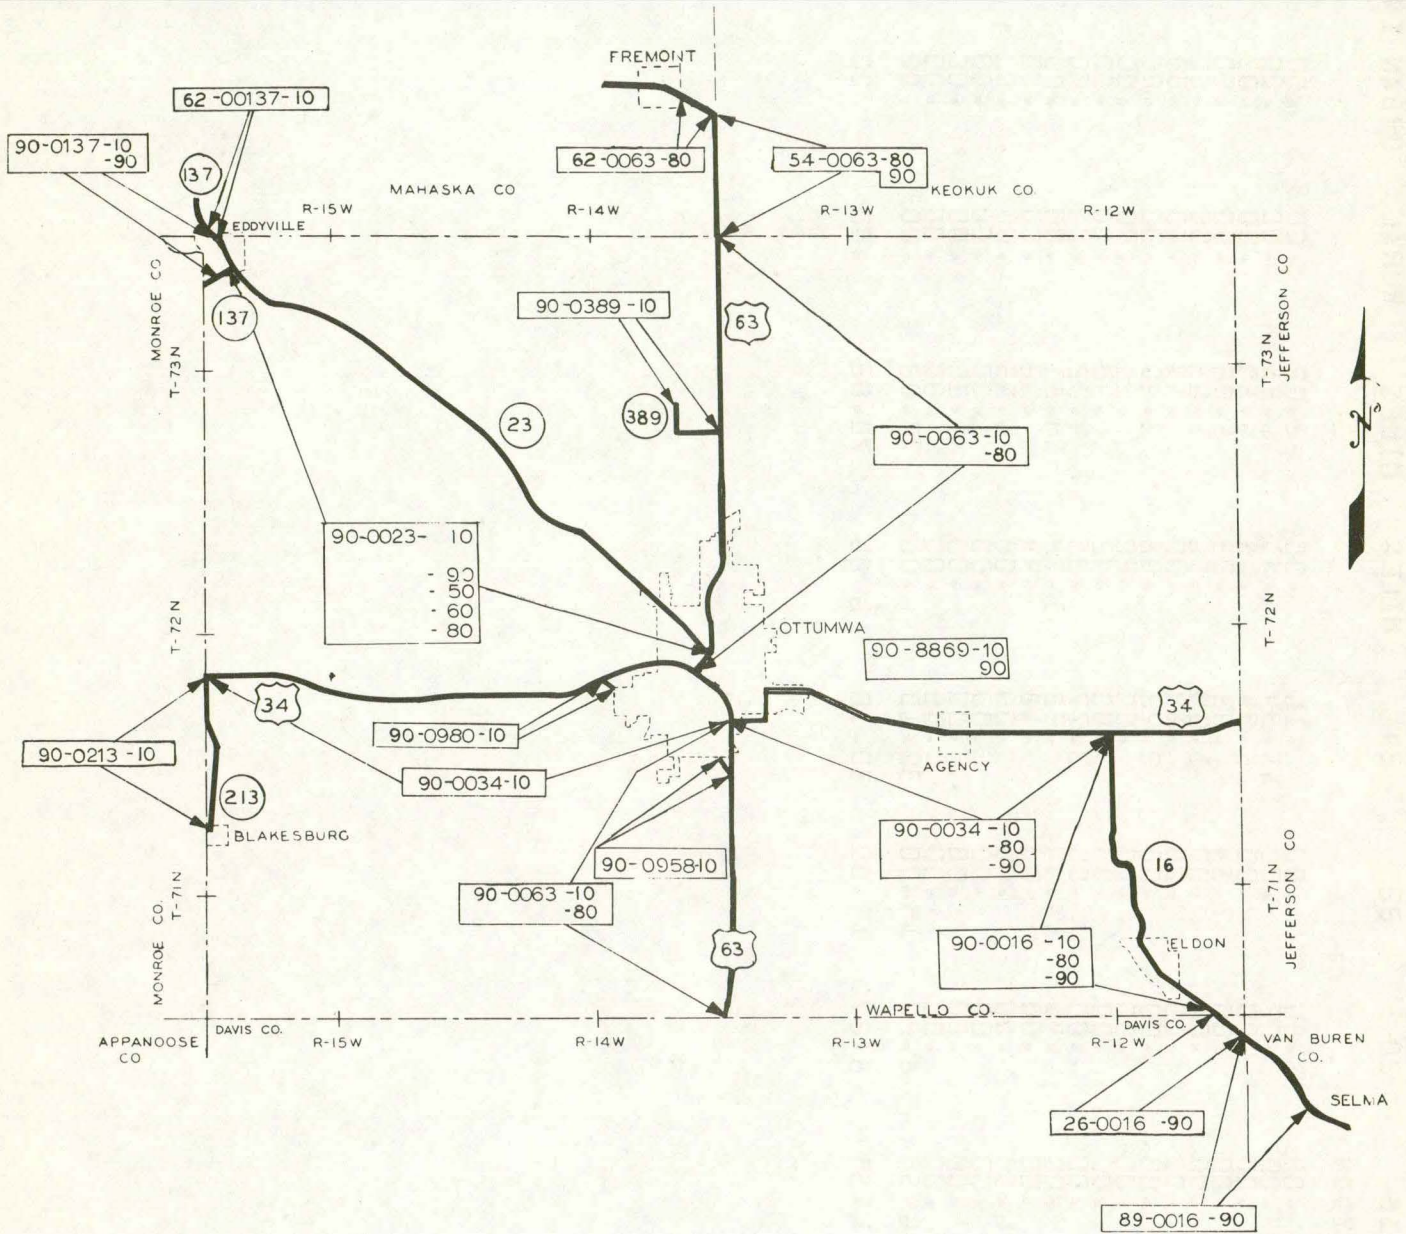 FREMONT
62-00137-10
90-0137-10
-90
62-0063-80
54-0063-80
90
137
MAHASKA CO
KEOKUK CO.
R-15W
R-14W
R-13W
R-12W
EDDYVILLE
MONROE CO
T-73N
137
90-0389-10
63
T-73N
JEFFERSON CO
23
389
90-0063-10
-80
90-0023- 10
- 90
- 50
- 60
- 80
T-72N
T-72N
OTTUMWA
90-8869-10
90
34
34
90-0213-10
90-0980-10
90-0034-10
AGENCY
213
BLAKESBURG
90-0958-10
90-0034-10
-80
-90
16
90-0063-10
-80
T-71N
MONROE CO.
T-71N
JEFFERSON CO
63
90-0016-10
-80
-90
ELDON
WAPELLO CO.
APPANOOSE
CO
DAVIS CO.
R-15W
R-14W
R-13W
DAVIS CO.
R-12W
VAN BUREN
CO.
SELMA
26-0016-90
89-0016-90